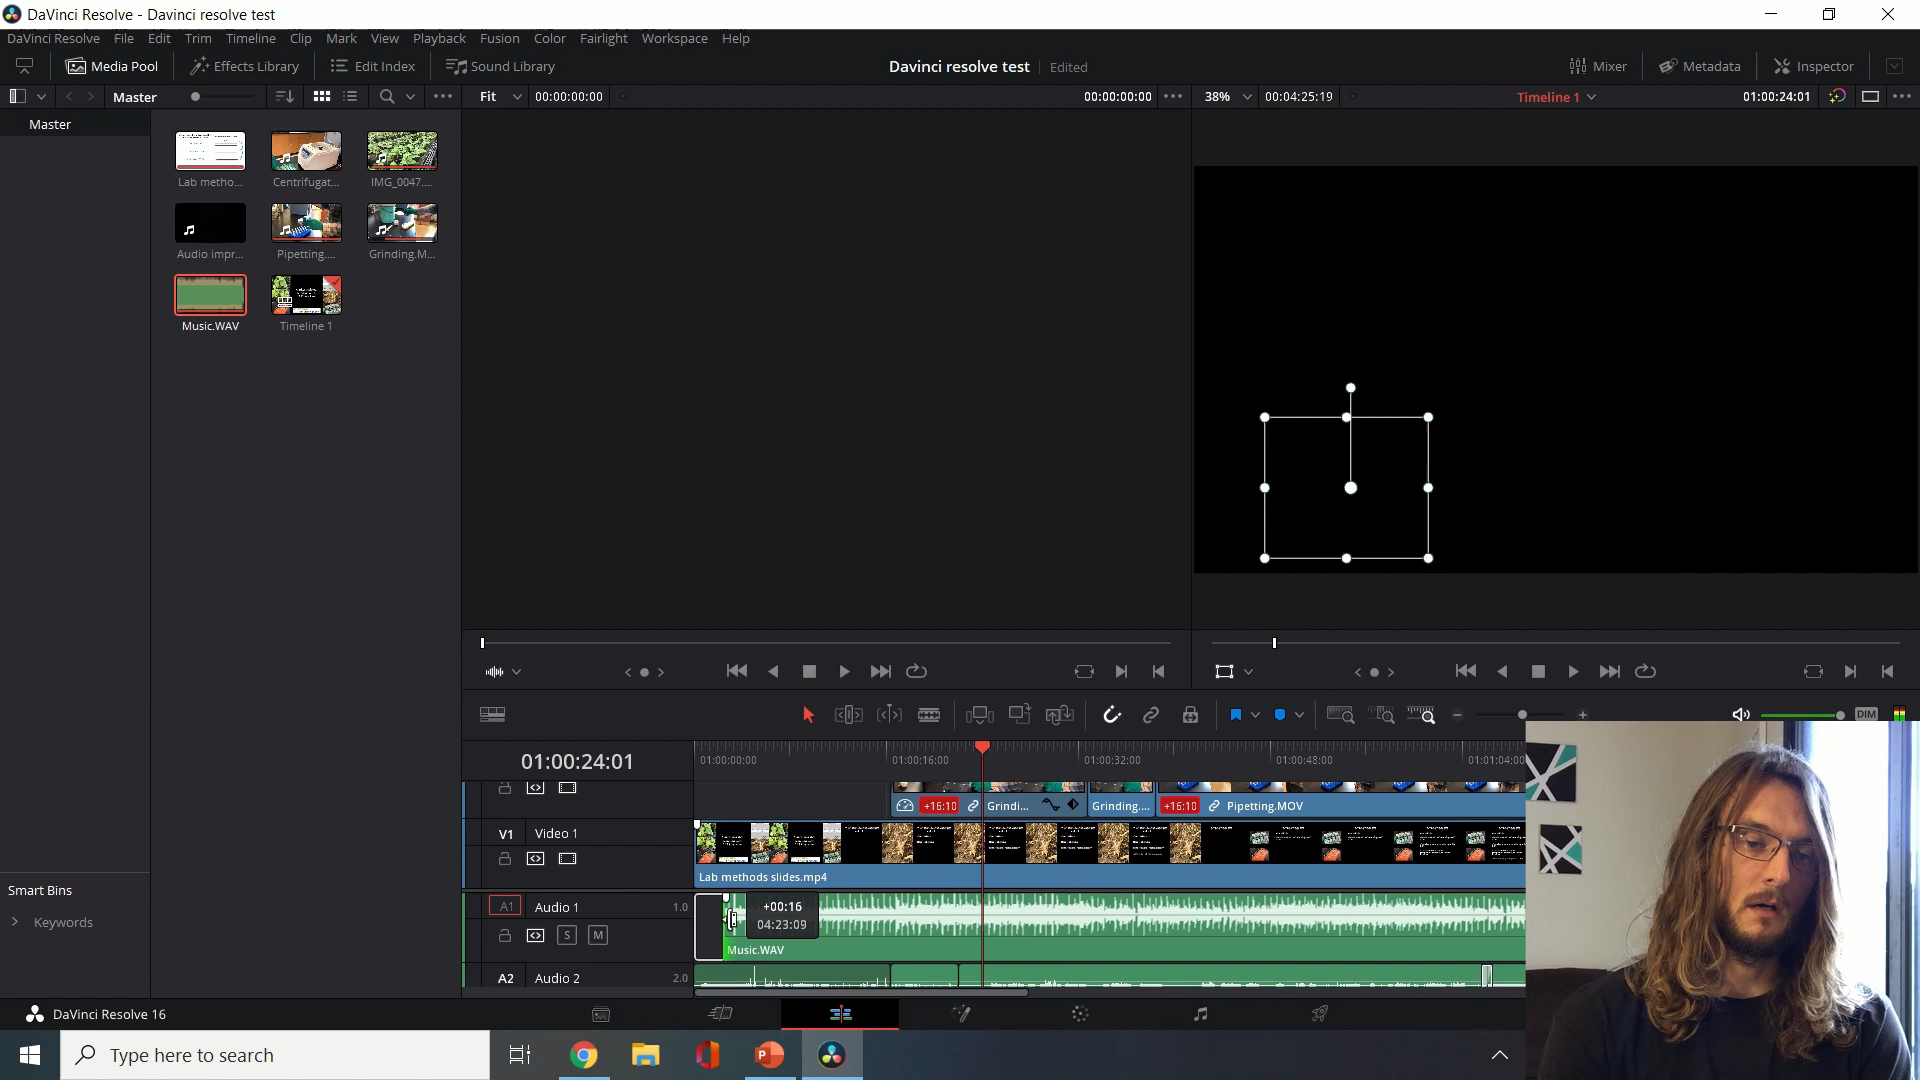 DaVinci Resolve - Davinci resolve test
DaVinci Resolve File Edit Trim Timeline Clip Mark View Playback Fusion Color Fairlight Workspace Help
Media Pool Effects Library Edit Index Sound Library Davinci resolve test Edited Mixer Metadata Inspector
Master Fit 00:00:00:00 00:00:00:00 38% 00:04:25:19 Timeline 1 01:00:24:01
Master
Lab metho... Centrifugat... IMG_0047....
Audio impr... Pipetting.... Grinding.M...
Music.WAV Timeline 1
DIM
01:00:24:01 01:00:00:00 01:00:16:00 01:00:32:00 01:00:48:00 01:01:04:00
+16:10 Grindi... Grinding.... +16:10 Pipetting.MOV
V1 Video 1
Lab methods slides.mp4
Smart Bins
Keywords
A1 Audio 1 1.0
+00:16
04:23:09
S M
Music.WAV
A2 Audio 2 2.0
DaVinci Resolve 16
Type here to search